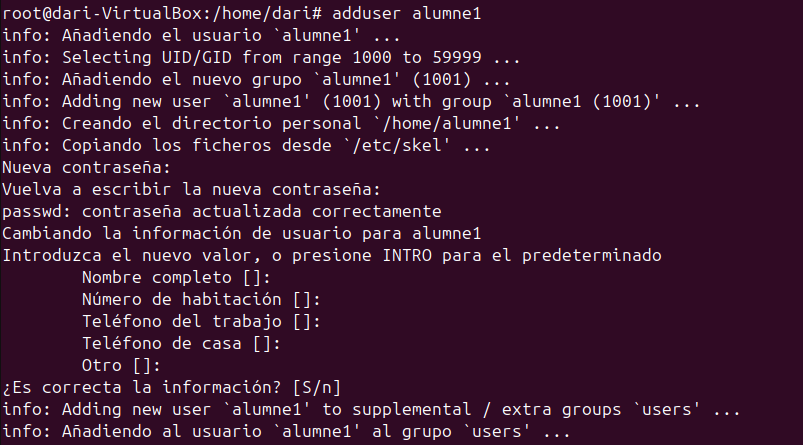 root@dari-VirtualBox:/home/dari# adduser alumne1
info: Añadiendo el usuario `alumne1' ...
info: Selecting UID/GID from range 1000 to 59999 ...
info: Añadiendo el nuevo grupo `alumne1' (1001) ...
info: Adding new user `alumne1' (1001) with group `alumne1 (1001)' ...
info: Creando el directorio personal `/home/alumne1' ...
info: Copiando los ficheros desde `/etc/skel' ...
Nueva contraseña:
Vuelva a escribir la nueva contraseña:
passwd: contraseña actualizada correctamente
Cambiando la información de usuario para alumne1
Introduzca el nuevo valor, o presione INTRO para el predeterminado
        Nombre completo []:
        Número de habitación []:
        Teléfono del trabajo []:
        Teléfono de casa []:
        Otro []:
¿Es correcta la información? [S/n]
info: Adding new user `alumne1' to supplemental / extra groups `users' ...
info: Añadiendo al usuario `alumne1' al grupo `users' ...